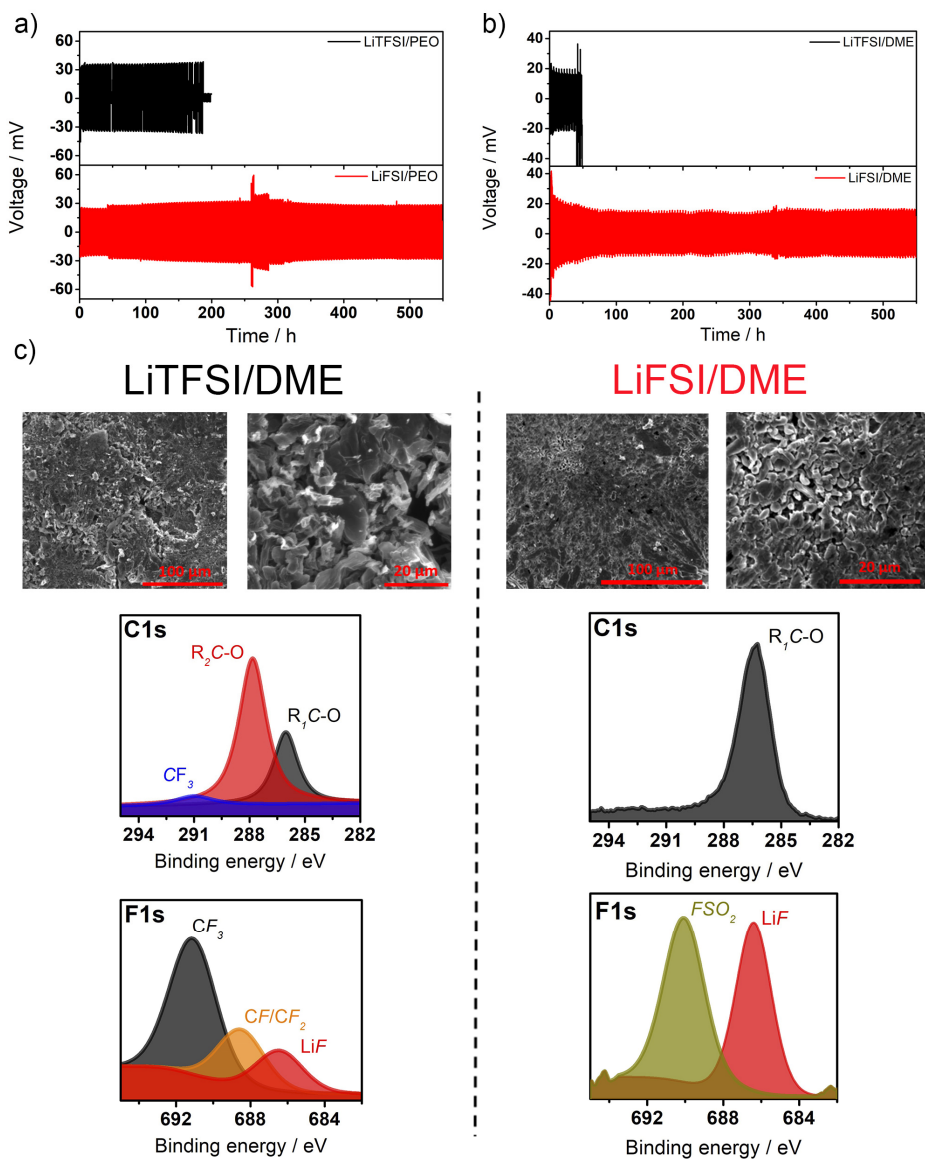 a)
60
30
0
-30
-60
LiTFSI/PEO
60
30
0
-30
-60
LiFSI/PEO
Voltage / mV
0 100 200 300 400 500
Time / h
b)
40
20
0
-20
-40
LiTFSI/DME
40
20
0
-20
-40
LiFSI/DME
Voltage / mV
0 100 200 300 400 500
Time / h
c)
LiTFSI/DME
100 μm
20 μm
C1s
R2C-O
R1C-O
CF3
294 291 288 285 282
Binding energy / eV
F1s
CF3
CF/CF2
LiF
692 688 684
Binding energy / eV
LiFSI/DME
100 μm
20 μm
C1s
R1C-O
294 291 288 285 282
Binding energy / eV
F1s
FSO2
LiF
692 688 684
Binding energy / eV